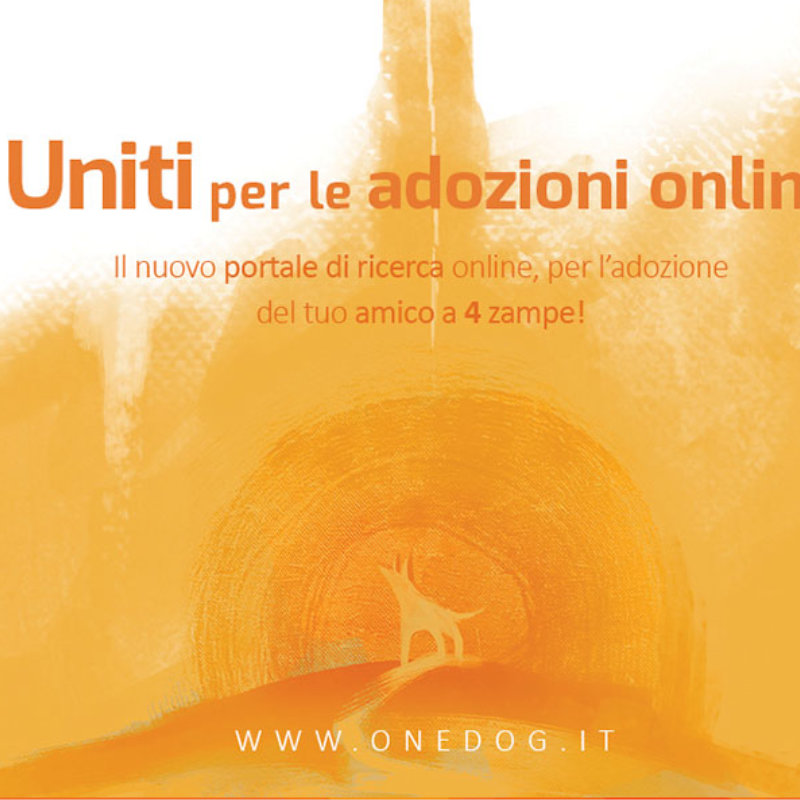 Uniti per le adozioni onlin
Il nuovo portale di ricerca online, per l’adozione
del tuo amico a 4 zampe!
WWW.ONEDOG.IT